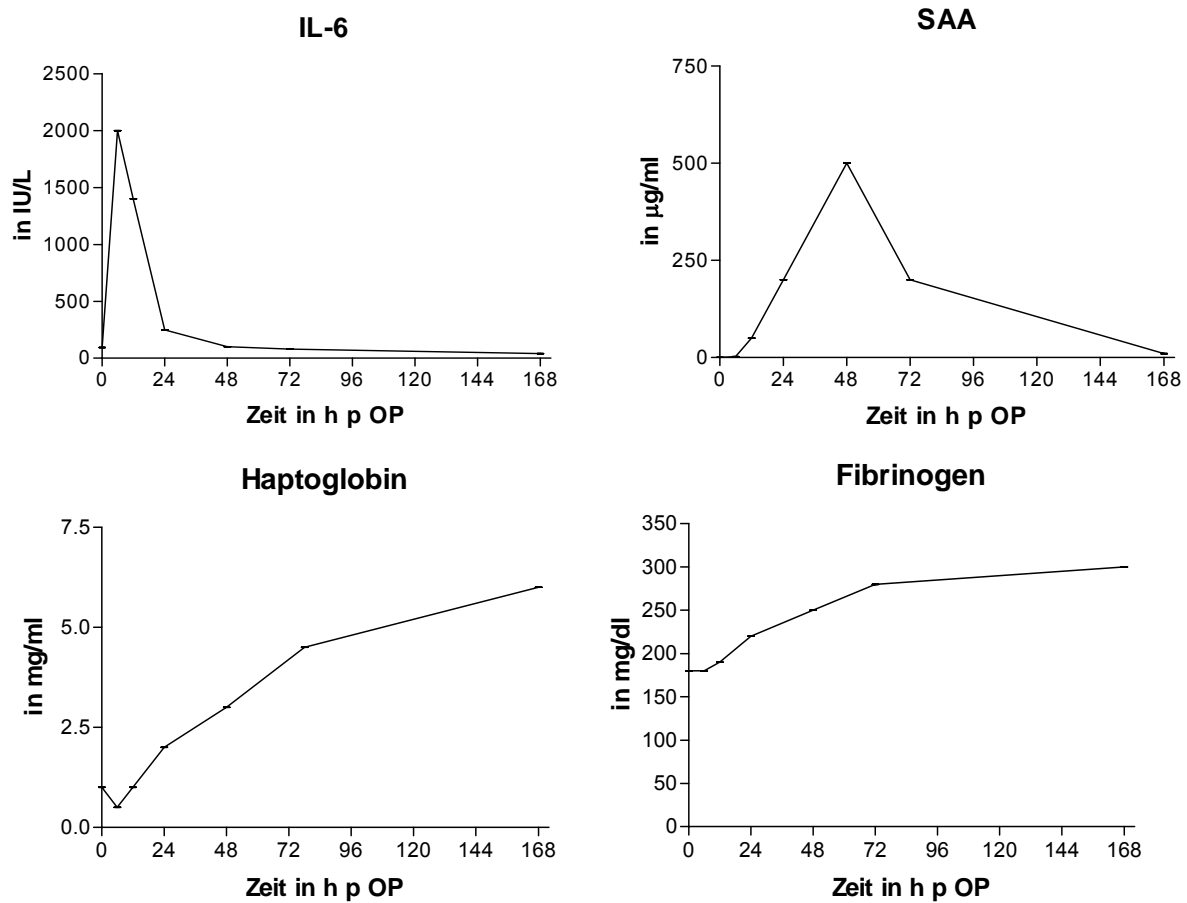 IL-6
in IU/L
2500
2000
1500
1000
500
0
0 24 48 72 96 120 144 168
Zeit in h p OP
SAA
in µg/ml
750
500
250
0
0 24 48 72 96 120 144 168
Zeit in h p OP
Haptoglobin
in mg/ml
7.5
5.0
2.5
0.0
0 24 48 72 96 120 144 168
Zeit in h p OP
Fibrinogen
in mg/dl
350
300
250
200
150
100
50
0
0 24 48 72 96 120 144 168
Zeit in h p OP